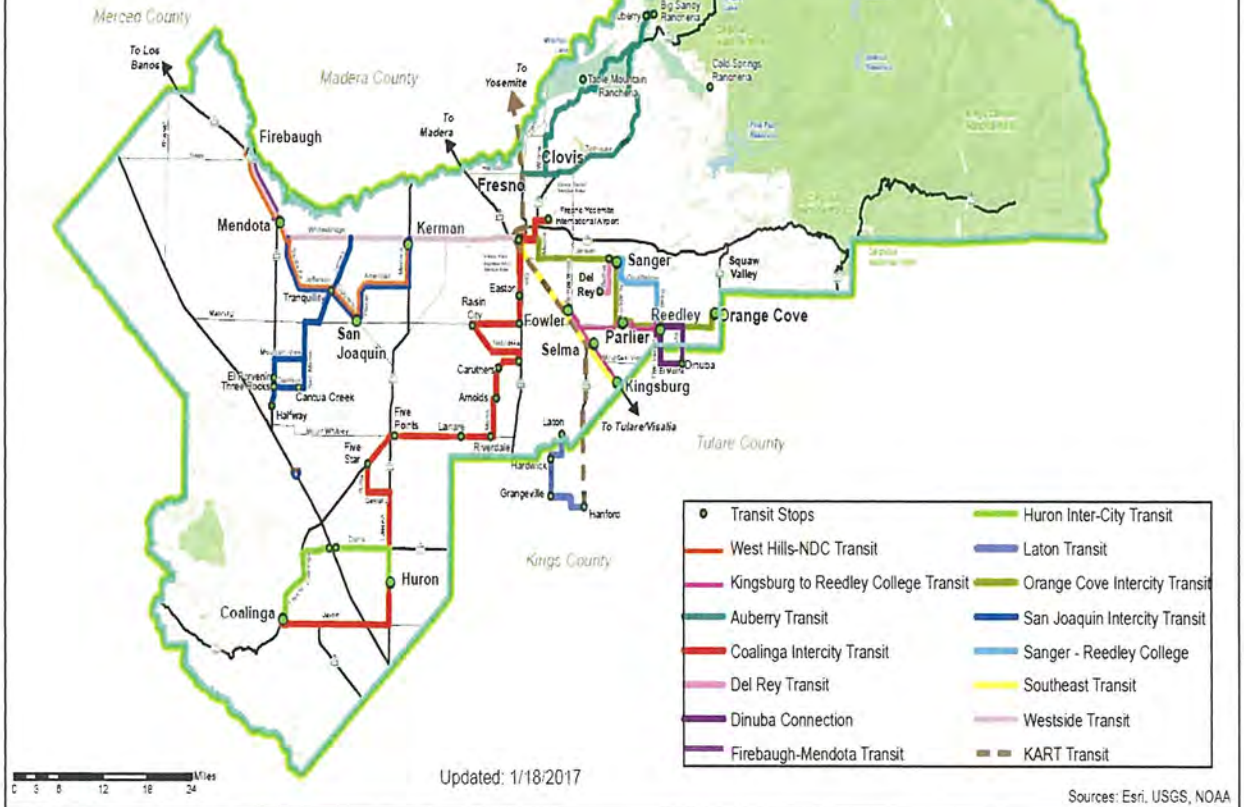 Merced County
Big Sandy
Rancheria
To Los
Banos
Madera County
To
Yosemite
Table Mountain
Rancheria
Cold Springs
Rancheria
Firebaugh
To
Madera
Clovis
Fresno
Mendota
Kerman
Fresno Yosemite
International Airport
Sanger
Squaw
Valley
Del
Rey
Tranquility
Easton
Raisin
City
San
Joaquin
Fowler
Parlier
Reedley
Orange Cove
Selma
Dinuba
El Porvenir
Three Rocks
Cantua Creek
Caruthers
Kingsburg
Halfway
Five
Points
Lanare
Riverdale
Laton
To Tulare/Visalia
Five
Star
Hardwick
Tulare County
Grangeville
Hanford
Kings County
Huron
Coalinga
Transit Stops
West Hills-NDC Transit
Kingsburg to Reedley College Transit
Auberry Transit
Coalinga Intercity Transit
Del Rey Transit
Dinuba Connection
Firebaugh-Mendota Transit
Huron Inter-City Transit
Laton Transit
Orange Cove Intercity Transit
San Joaquin Intercity Transit
Sanger - Reedley College
Southeast Transit
Westside Transit
KART Transit
Miles
12 18 24
Updated: 1/18/2017
Sources: Esri, USGS, NOAA